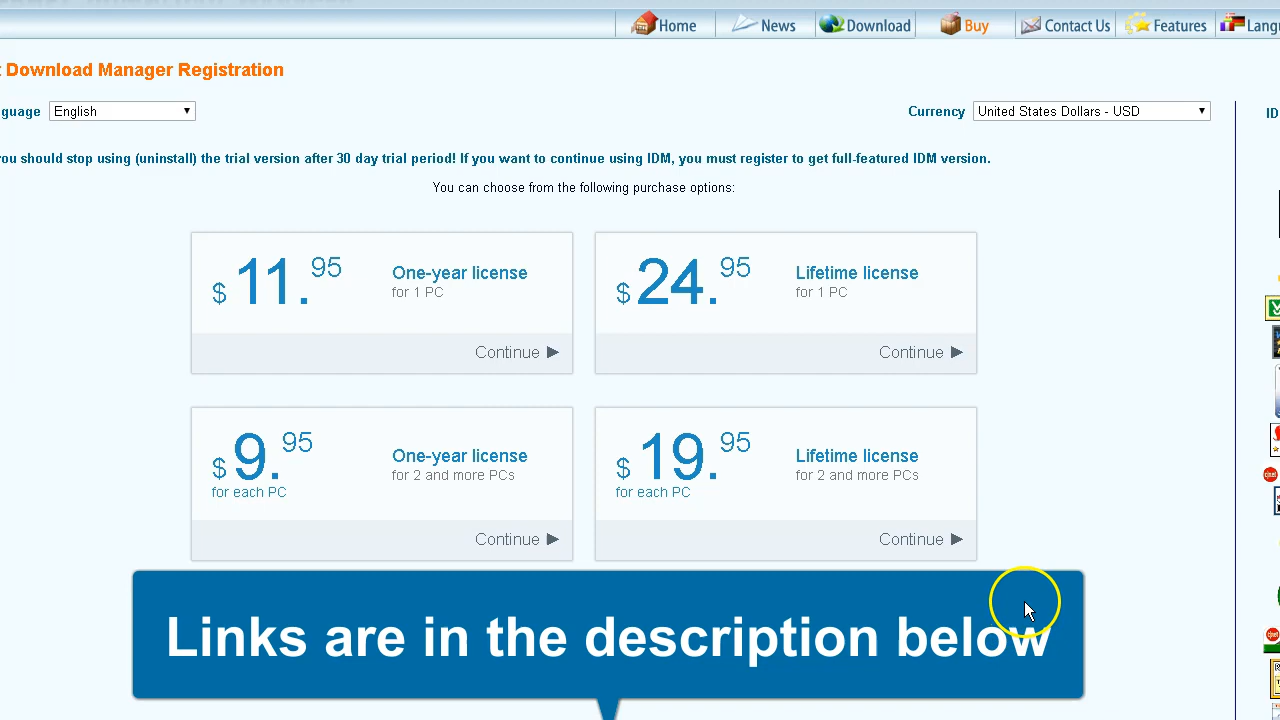 Home News Download Buy Contact Us Features Langu
Download Manager Registration
guage English Currency United States Dollars - USD ID
you should stop using (uninstall) the trial version after 30 day trial period! If you want to continue using IDM, you must register to get full-featured IDM version.
You can choose from the following purchase options:
$ 11.95 One-year license
for 1 PC
Continue ▶
$ 24.95 Lifetime license
for 1 PC
Continue ▶
$ 9.95 One-year license
for each PC for 2 and more PCs
Continue ▶
$ 19.95 Lifetime license
for each PC for 2 and more PCs
Continue ▶
Links are in the description below